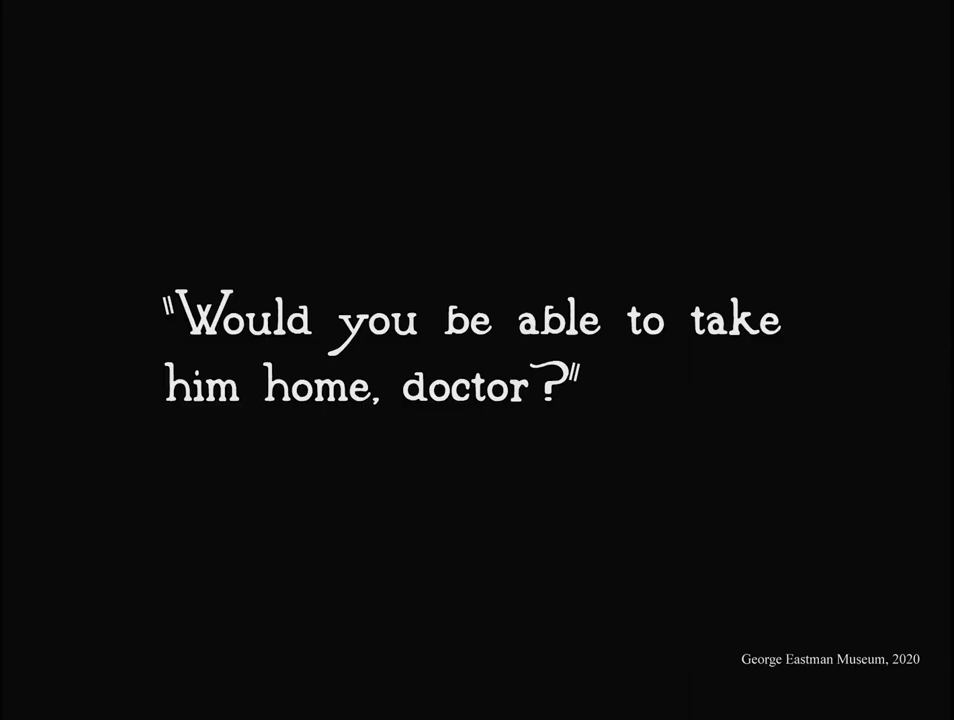 "Would you be able to take
him home, doctor?"
George Eastman Museum, 2020